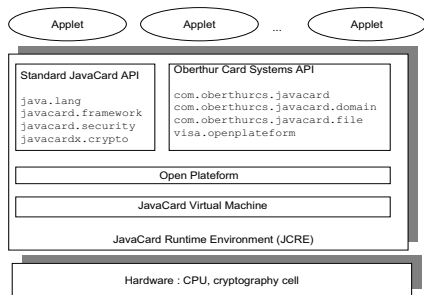 Applet Applet ... Applet
Standard JavaCard API
java.lang
javacard.framework
javacard.security
javacardx.crypto
Oberthur Card Systems API
com.oberthurcs.javacard
com.oberthurcs.javacard.domain
com.oberthurcs.javacard.file
visa.openplateform
Open Plateform
JavaCard Virtual Machine
JavaCard Runtime Environment (JCRE)
Hardware : CPU, cryptography cell